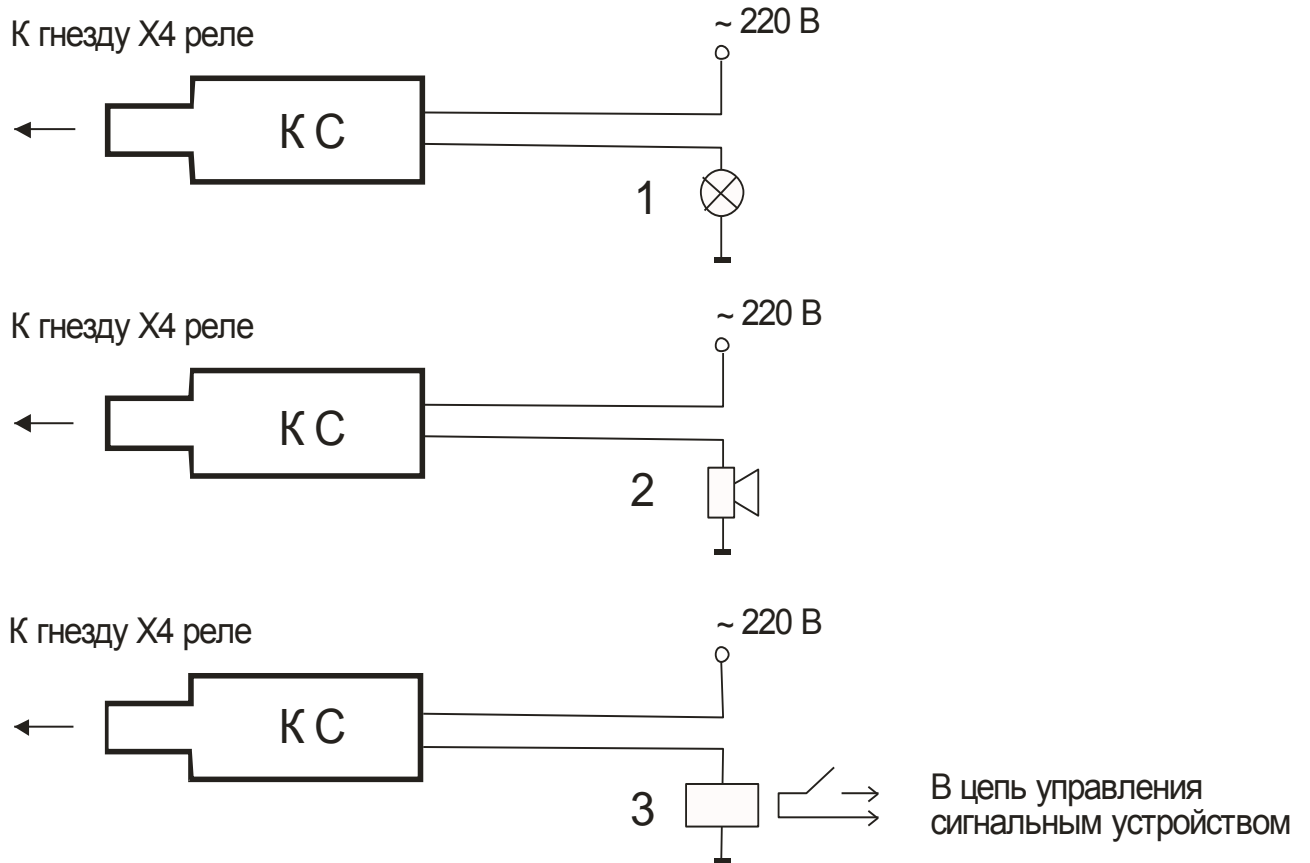 К гнезду Х4 реле
~ 220 В
К С
1
К гнезду Х4 реле
~ 220 В
К С
2
К гнезду Х4 реле
~ 220 В
К С
3
В цепь управления
сигнальным устройством